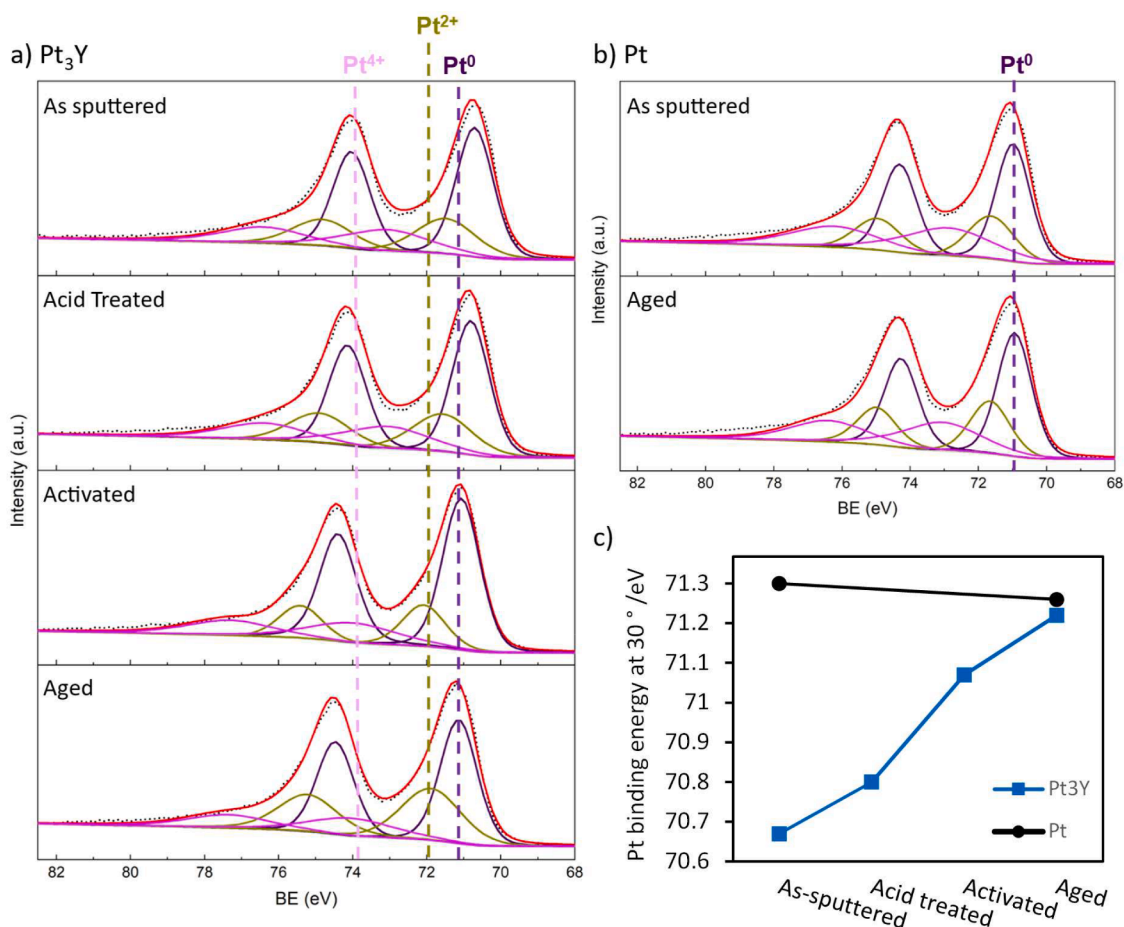 a) Pt₃Y
Pt⁴⁺
Pt²⁺
Pt⁰
As sputtered
Acid Treated
Activated
Aged
Intensity (a.u.)
82 80 78 76 74 72 70 68
BE (eV)
b) Pt
Pt⁰
As sputtered
Aged
Intensity (a.u.)
82 80 78 76 74 72 70 68
BE (eV)
c)
Pt binding energy at 30 ° /eV
71.3
71.2
71.1
71
70.9
70.8
70.7
70.6
As-sputtered
Acid treated
Activated
Aged
Pt3Y
Pt